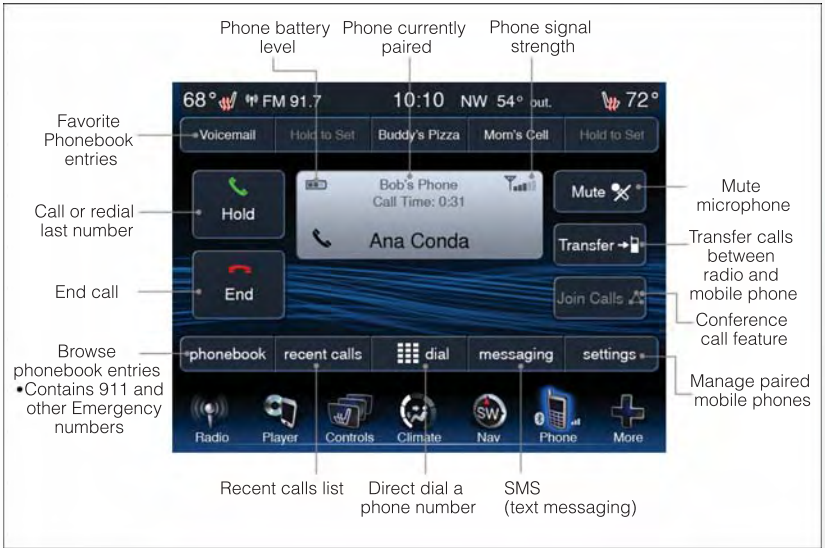 Phone battery
level
Phone currently
paired
Phone signal
strength
68° FM 91.7 10:10 NW 54° out. 72°
Favorite
Phonebook
entries
Voicemail Hold to Set Buddy's Pizza Mom's Cell Hold to Set
Call or redial
last number
Hold
Bob's Phone
Call Time: 0:31
Ana Conda
Mute
Mute
microphone
Transfer
Transfer calls
between
radio and
mobile phone
End call
End
Join Calls
Conference
call feature
Browse
phonebook entries
•Contains 911 and
other Emergency
numbers
phonebook recent calls dial messaging settings
Manage paired
mobile phones
SW
Radio Player Controls Climate Nav Phone More
Recent calls list
Direct dial a
phone number
SMS
(text messaging)